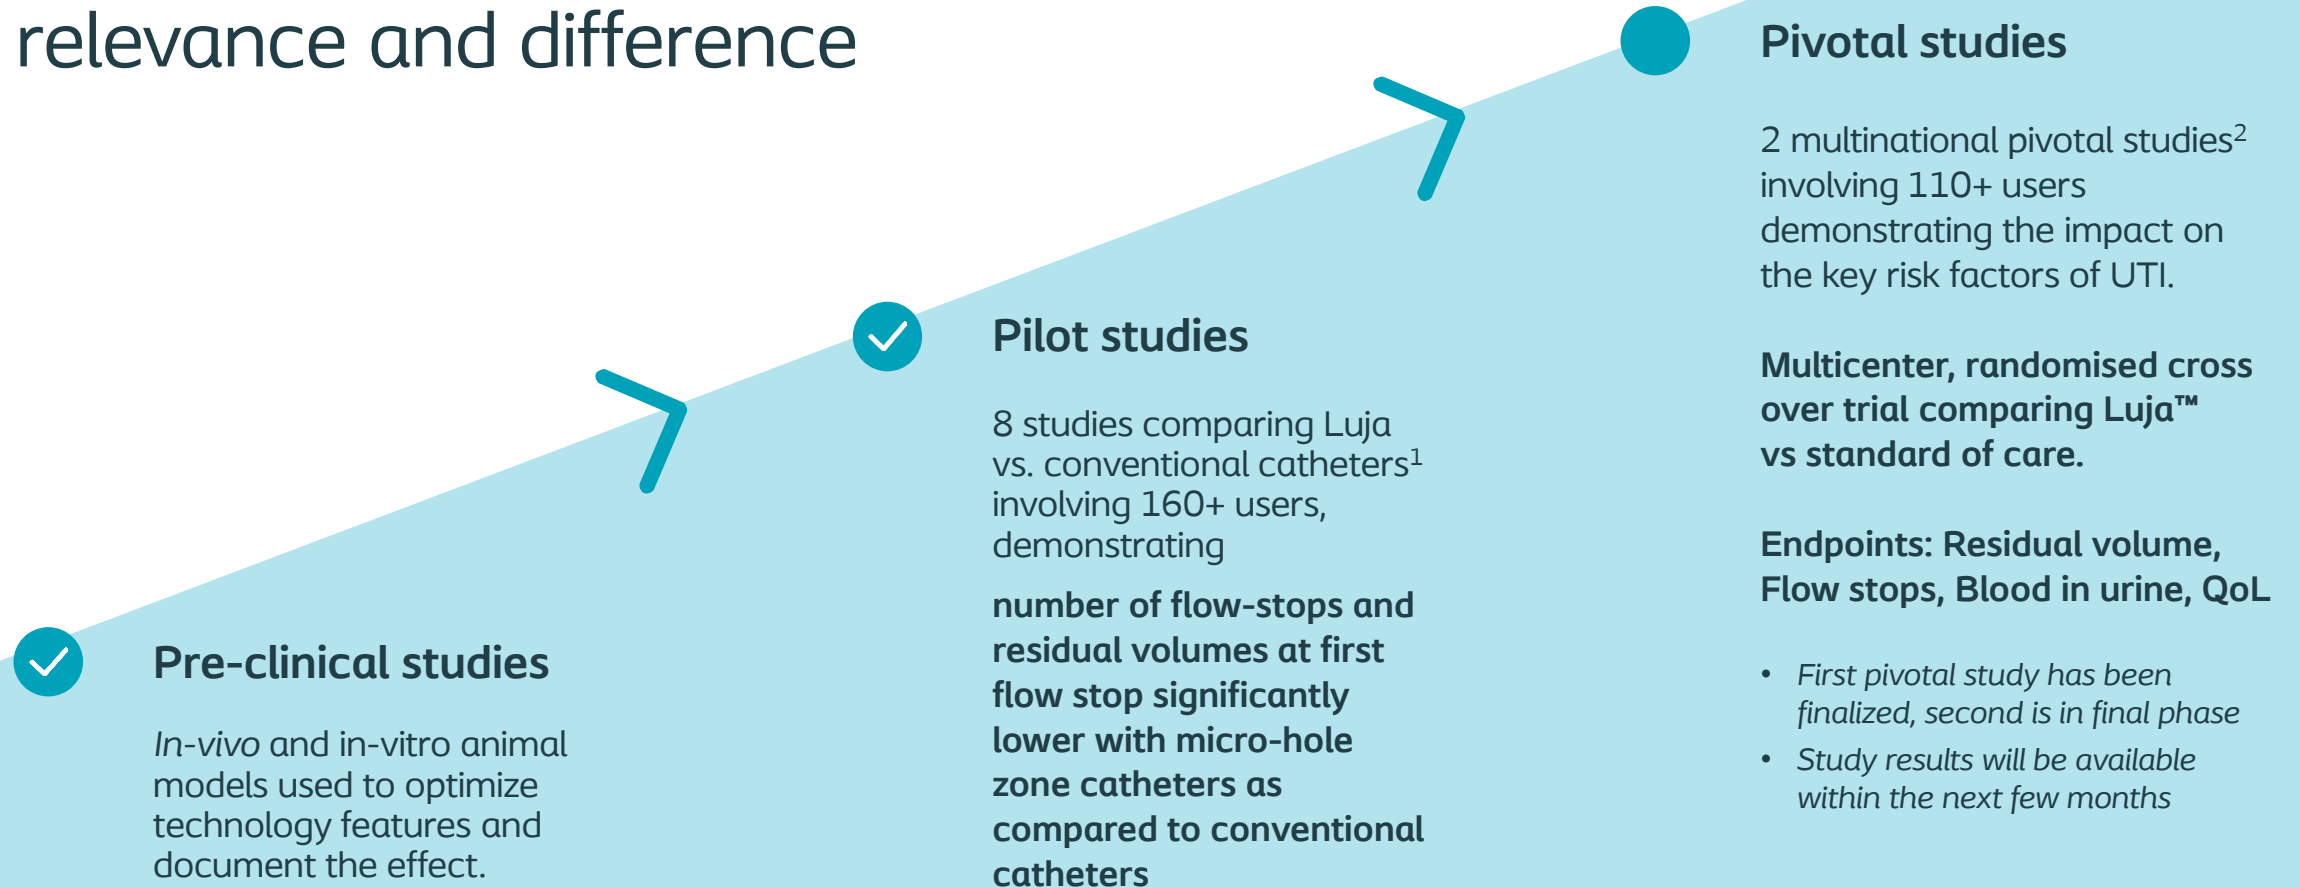 relevance and difference
Pre-clinical studies
In-vivo and in-vitro animal
models used to optimize
technology features and
document the effect.
Pilot studies
8 studies comparing Luja
vs. conventional catheters¹
involving 160+ users,
demonstrating
number of flow-stops and
residual volumes at first
flow stop significantly
lower with micro-hole
zone catheters as
compared to conventional
catheters
Pivotal studies
2 multinational pivotal studies²
involving 110+ users
demonstrating the impact on
the key risk factors of UTI.
Multicenter, randomised cross
over trial comparing Luja™
vs standard of care.
Endpoints: Residual volume,
Flow stops, Blood in urine, QoL
• First pivotal study has been
finalized, second is in final phase
• Study results will be available
within the next few months